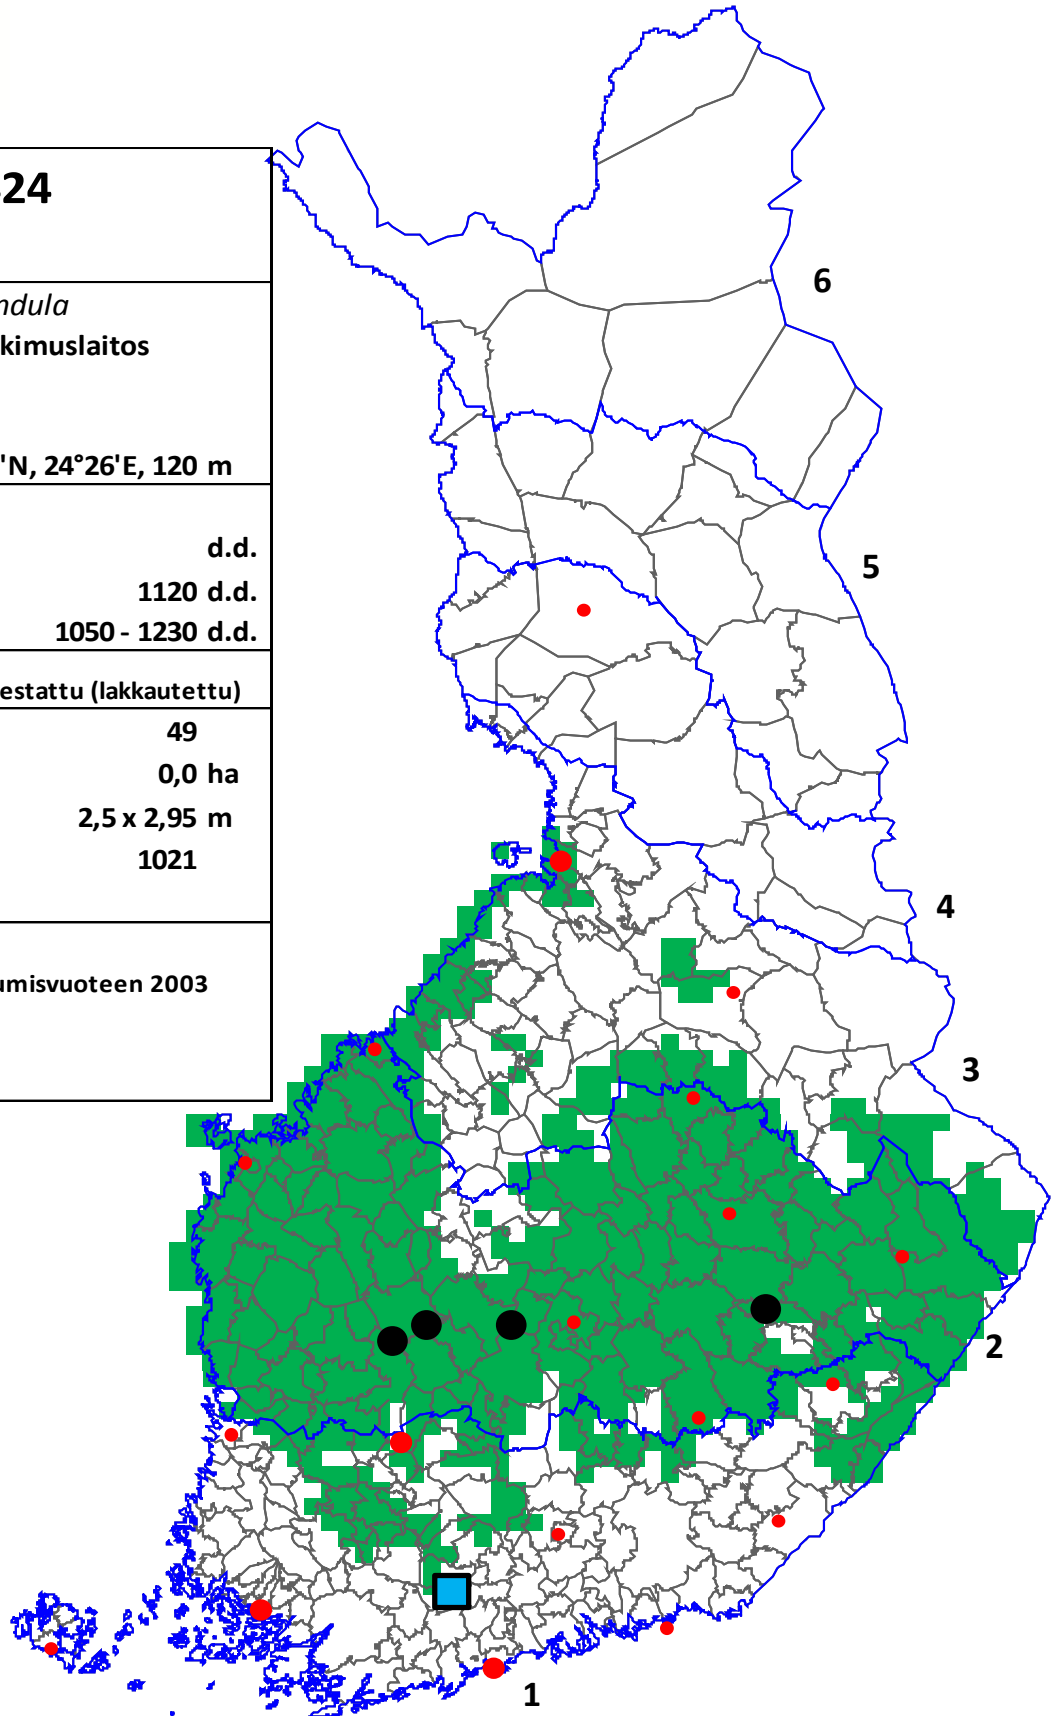 24
ndula
kimuslaitos
'N, 24°26'E, 120 m
d.d.
1120 d.d.
1050 - 1230 d.d.
estattu (lakkautettu)
49
0,0 ha
2,5 x 2,95 m
1021
umisvuoteen 2003
6
5
4
3
2
1